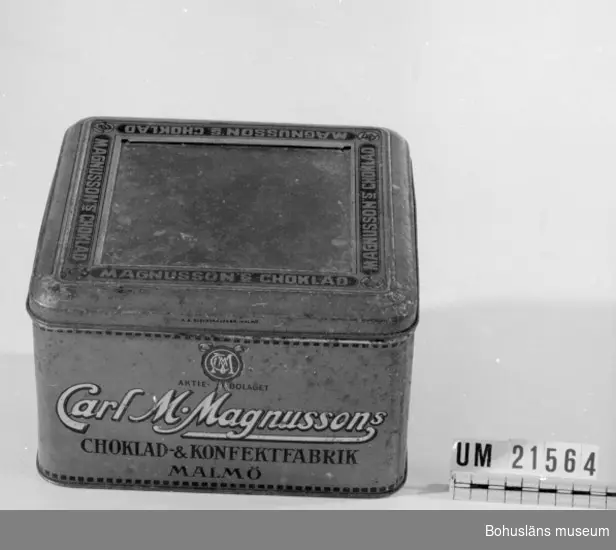 MAGNUSSON'S CHOKLAD
MAGNUSSON'S CHOKLAD
MAGNUSSON'S CHOKLAD
MAGNUSSON'S CHOKLAD
CM
AKTIE-BOLAGET
Carl M. Magnussons
CHOKLAD-& KONFEKTFABRIK
MALMÖ
UM 21564
Bohusläns museum